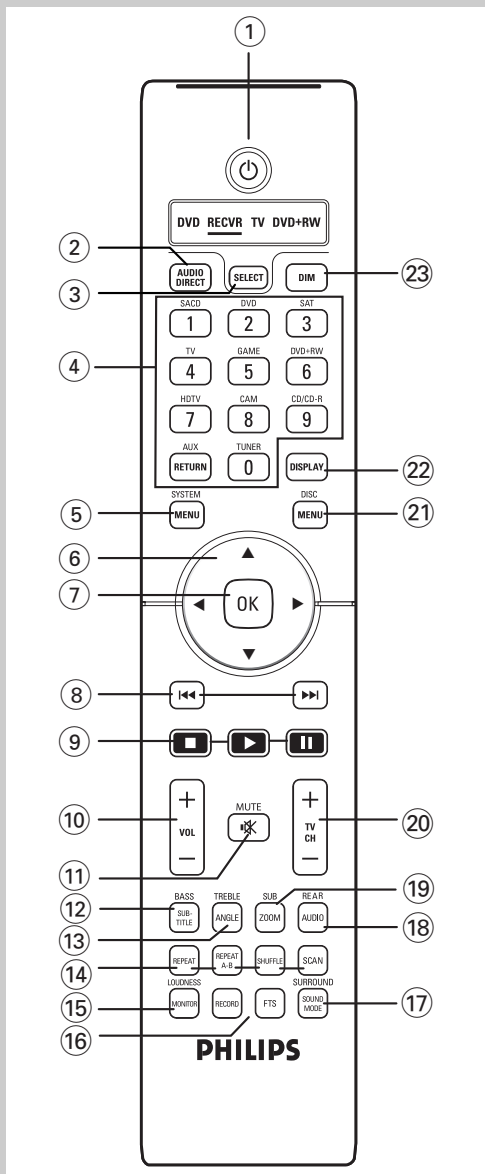 1
DVD RECVR TV DVD+RW
2
AUDIO DIRECT
SELECT
DIM
23
3
SACD DVD SAT
1 2 3
4
TV GAME DVD+RW
4 5 6
HDTV CAM CD/CD-R
7 8 9
AUX TUNER
RETURN 0 DISPLAY
22
SYSTEM DISC
5
MENU MENU
21
6
7
OK
8
9
10
+
VOL
−
MUTE
11
+
TV
CH
−
20
BASS TREBLE SUB REAR
19
12
SUB-
TITLE
ANGLE ZOOM AUDIO
18
13
14
REPEAT REPEAT A-B SHUFFLE SCAN
LOUDNESS SURROUND
15
MONITOR RECORD FTS SOUND MODE
17
16
PHILIPS